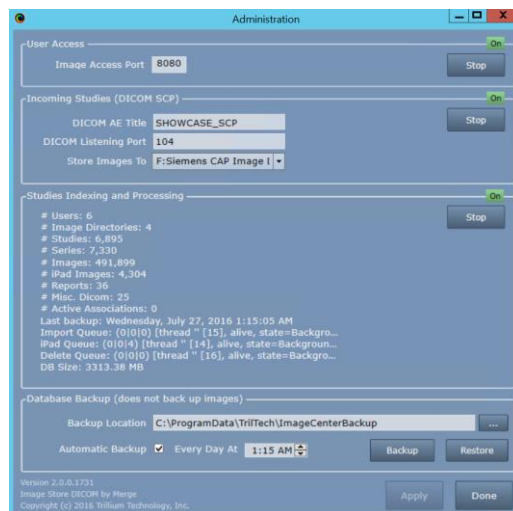 Administration
User Access
On
Image Access Port 8080
Stop
Incoming Studies (DICOM SCP)
On
DICOM AE Title SHOWCASE_SCP
Stop
DICOM Listening Port 104
Store Images To F:Siemens CAP Image I
Studies Indexing and Processing
On
# Users: 6
Stop
# Image Directories: 4
# Studies: 6,895
# Series: 7,330
# Images: 491,899
# iPad Images: 4,304
# Reports: 36
# Misc. Dicom: 25
# Active Associations: 0
Last backup: Wednesday, July 27, 2016 1:15:05 AM
Import Queue: (0|0|0) [thread '' [15], alive, state=Backgro...
iPad Queue: (0|0|4) [thread '' [14], alive, state=Backgroun...
Delete Queue: (0|0|0) [thread '' [16], alive, state=Backgro...
DB Size: 3313.38 MB
Database Backup (does not back up images)
Backup Location C:\ProgramData\TrilTech\ImageCenterBackup ...
Automatic Backup Every Day At 1:15 AM Backup Restore
Version 2.0.0.1731
Image Store DICOM by Merge
Copyright (c) 2016 Trillium Technology, Inc.
Apply Done